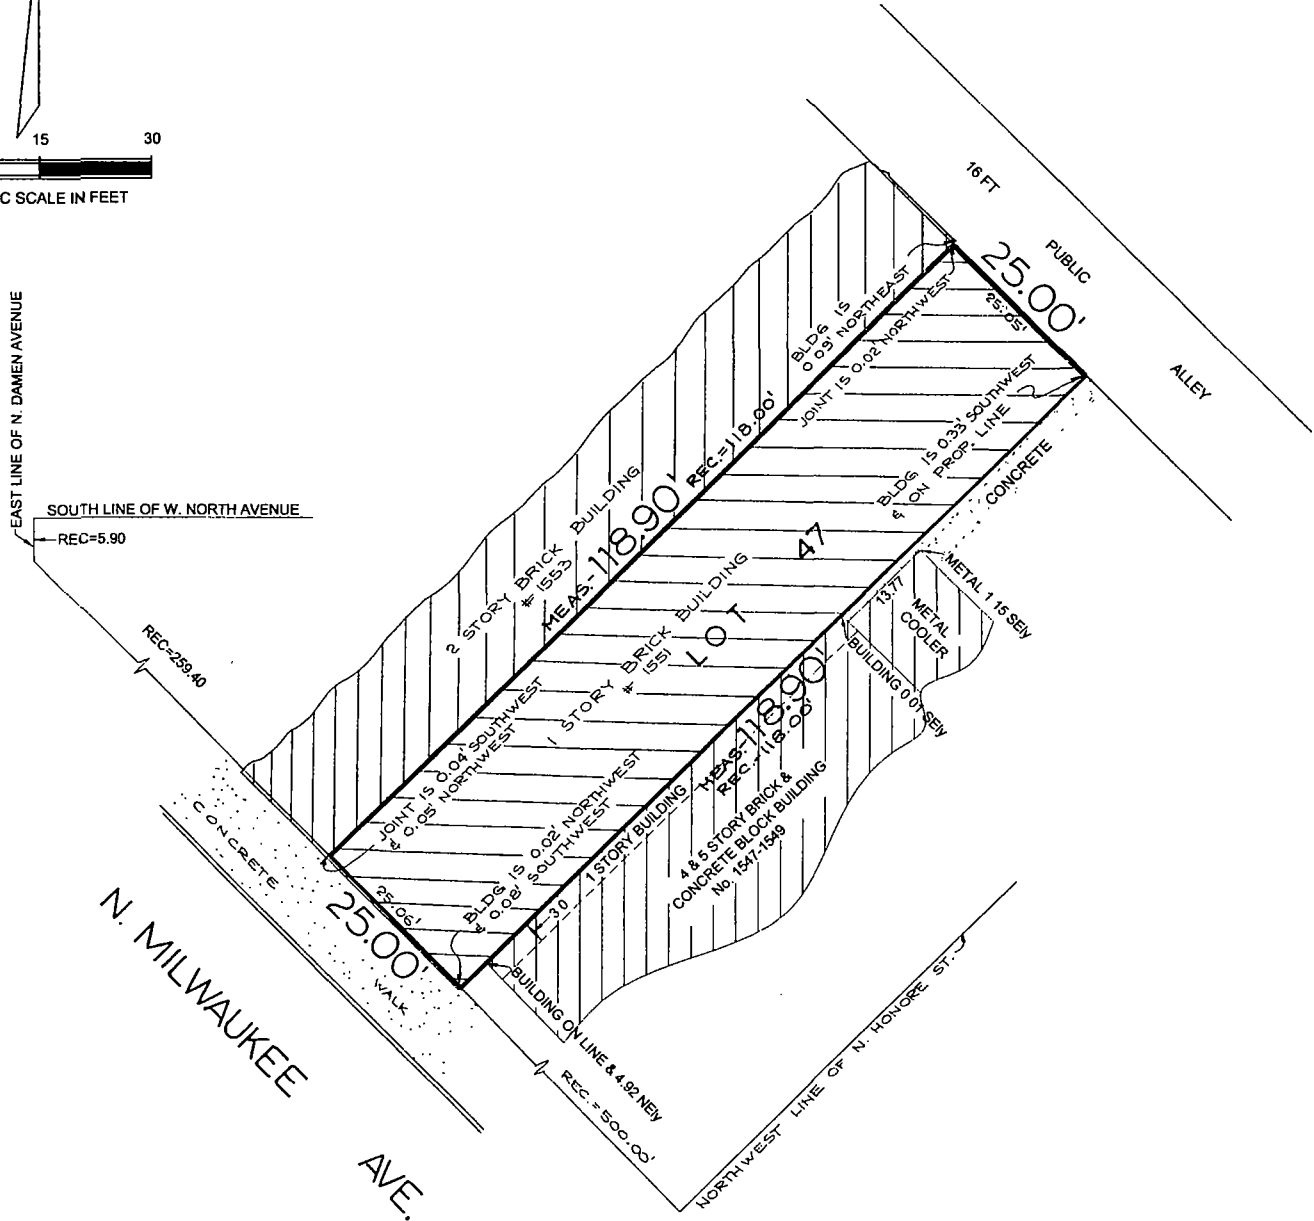 15 30
C SCALE IN FEET
16 FT
PUBLIC
ALLEY
25.00'
25.05'
EAST LINE OF N. DAMEN AVENUE
SOUTH LINE OF W. NORTH AVENUE
REC=5.90
REC=259.40
BLDG IS
0.09' NORTHEAST
JOINT IS 0.02' NORTHWEST
BLDG IS 0.33' SOUTHWEST
& ON PROP. LINE
CONCRETE
2 STORY BRICK BUILDING
# 1553
MEAS.-118.90'
REC.=118.00'
1 STORY BRICK BUILDING
# 1551
LOT 47
METAL 1.15 SEly
13.77
METAL
COOLER
BUILDING 0.01 SEly
MEAS.-118.90'
REC.-118.00'
JOINT IS 0.04' SOUTHWEST
& 0.05' NORTHWEST
BLDG IS 0.02' NORTHWEST
& 0.08' SOUTHWEST
1 STORY BUILDING
30
4 & 5 STORY BRICK &
CONCRETE BLOCK BUILDING
No. 1547-1549
BUILDING ON LINE & 4.92 NEly
25.06'
25.00'
CONCRETE
WALK
N. MILWAUKEE
AVE.
REC.=500.00'
NORTHWEST LINE OF N. HONORE ST.